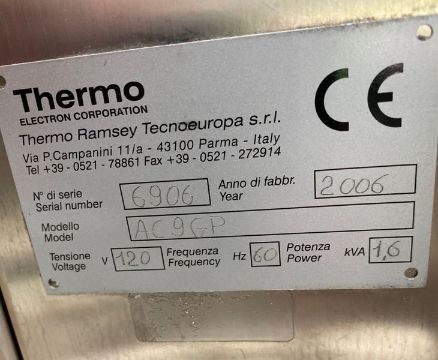 Thermo
ELECTRON CORPORATION
CE
Thermo Ramsey Tecnoeuropa s.r.l.
Via P.Campanini 11/a - 43100 Parma - Italy
Tel +39 - 0521 - 78861 Fax +39 - 0521 - 272914
N° di serie 6906 Anno di fabbr. 2006
Serial number Year
Modello AC9GP
Model
Tensione V 120 Frequenza Hz 60 Potenza kVA 1,6
Voltage Frequency Power